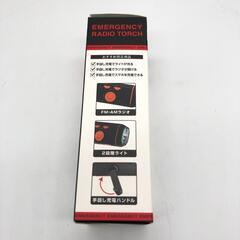 EMERGENCY
RADIO TORCH
手回し充電でライトが光る
手回し充電でラジオが聴ける
手回し充電でスマホを充電できる
FM・AMラジオ
2段階ライト
手回し充電ハンドル